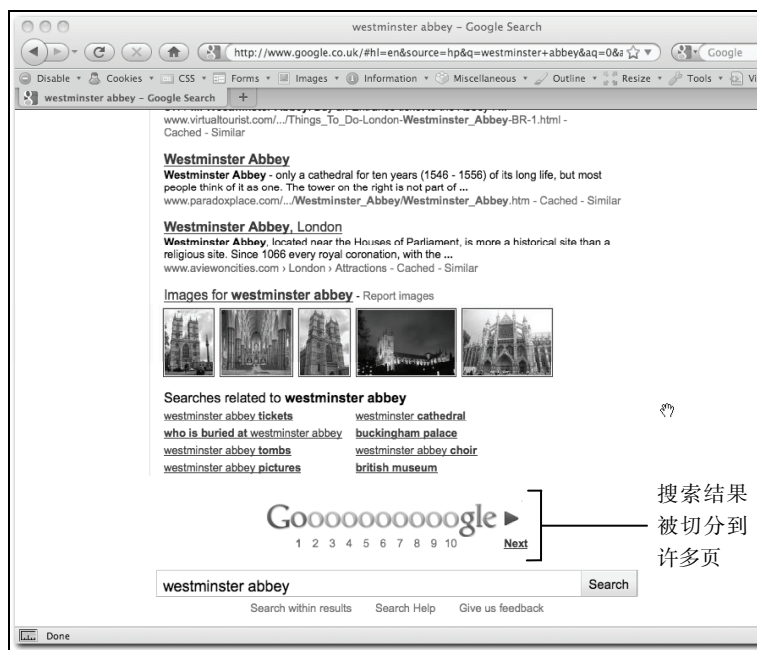 westminster abbey – Google Search
http://www.google.co.uk/#hl=en&source=hp&q=westminster+abbey&aq=0&a
Google
Disable Cookies CSS Forms Images Information Miscellaneous Outline Resize Tools Vi
westminster abbey – Google Search +
www.virtualtourist.com/.../Things_To_Do-London-Westminster_Abbey-BR-1.html -
Cached - Similar
Westminster Abbey
Westminster Abbey - only a cathedral for ten years (1546 - 1556) of its long life, but most
people think of it as one. The tower on the right is not part of ...
www.paradoxplace.com/.../Westminster_Abbey/Westminster_Abbey.htm - Cached - Similar
Westminster Abbey, London
Westminster Abbey, located near the Houses of Parliament, is more a historical site than a
religious site. Since 1066 every royal coronation, with the ...
www.aviewoncities.com › London › Attractions - Cached - Similar
Images for westminster abbey - Report images
Searches related to westminster abbey
westminster abbey tickets westminster cathedral
who is buried at westminster abbey buckingham palace
westminster abbey tombs westminster abbey choir
westminster abbey pictures british museum
Goooooooooogle
1 2 3 4 5 6 7 8 9 10 Next
搜索结果
被切分到
许多页
westminster abbey Search
Search within results Search Help Give us feedback
Done